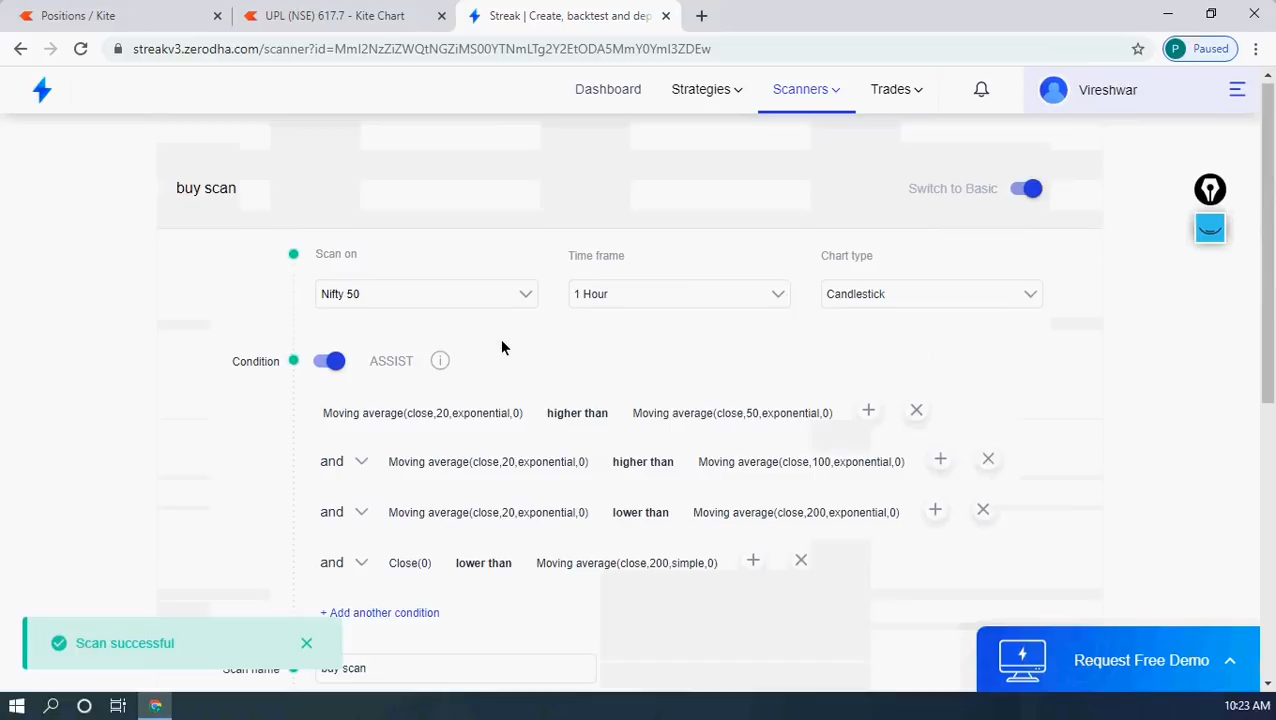 Positions / Kite
UPL (NSE) 617.7 - Kite Chart
Streak | Create, backtest and dep
streakv3.zerodha.com/scanner?id=MmI2NzZiZWQtNGZiMS00YTNmLTg2Y2EtODA5MmY0YmI3ZDEw
P
Paused
Dashboard
Strategies
Scanners
Trades
Vireshwar
buy scan
Switch to Basic
Scan on
Time frame
Chart type
Nifty 50
1 Hour
Candlestick
Condition
ASSIST
i
Moving average(close,20,exponential,0) higher than Moving average(close,50,exponential,0)
and Moving average(close,20,exponential,0) higher than Moving average(close,100,exponential,0)
and Moving average(close,20,exponential,0) lower than Moving average(close,200,exponential,0)
and Close(0) lower than Moving average(close,200,simple,0)
+ Add another condition
Scan successful
Scan name
buy scan
Request Free Demo
10:23 AM